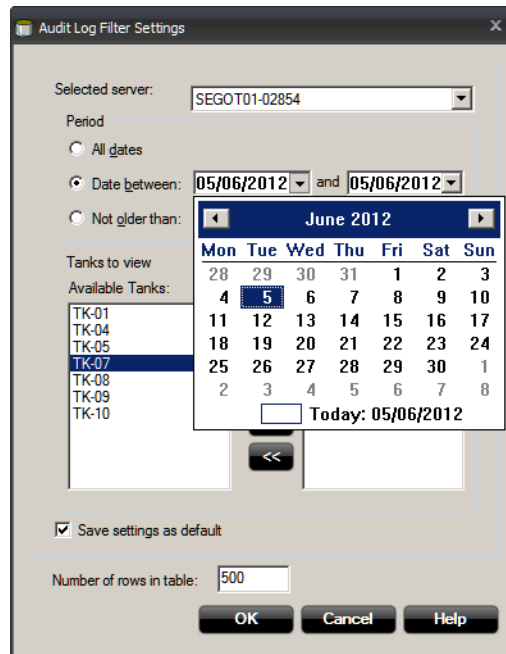 Audit Log Filter Settings
Selected server: SEGOT01-02854
Period
All dates
Date between: 05/06/2012 and 05/06/2012
Not older than:
June 2012
Mon Tue Wed Thu Fri Sat Sun
28 29 30 31 1 2 3
4 5 6 7 8 9 10
11 12 13 14 15 16 17
18 19 20 21 22 23 24
25 26 27 28 29 30 1
2 3 4 5 6 7 8
Today: 05/06/2012
Tanks to view
Available Tanks:
TK-01
TK-04
TK-05
TK-07
TK-08
TK-09
TK-10
<<
Save settings as default
Number of rows in table: 500
OK Cancel Help